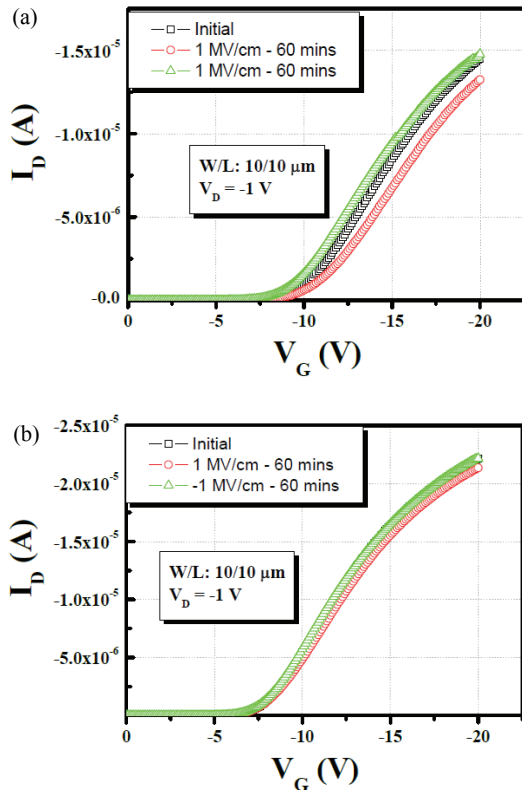 (a)
Initial
1 MV/cm - 60 mins
1 MV/cm - 60 mins
-1.5x10⁻⁵
-1.0x10⁻⁵
-5.0x10⁻⁶
-0.0
I_D (A)
W/L: 10/10 μm
V_D = -1 V
0 -5 -10 -15 -20
V_G (V)
(b)
Initial
1 MV/cm - 60 mins
-1 MV/cm - 60 mins
-2.5x10⁻⁵
-2.0x10⁻⁵
-1.5x10⁻⁵
-1.0x10⁻⁵
-5.0x10⁻⁶
I_D (A)
W/L: 10/10 μm
V_D = -1 V
0 -5 -10 -15 -20
V_G (V)